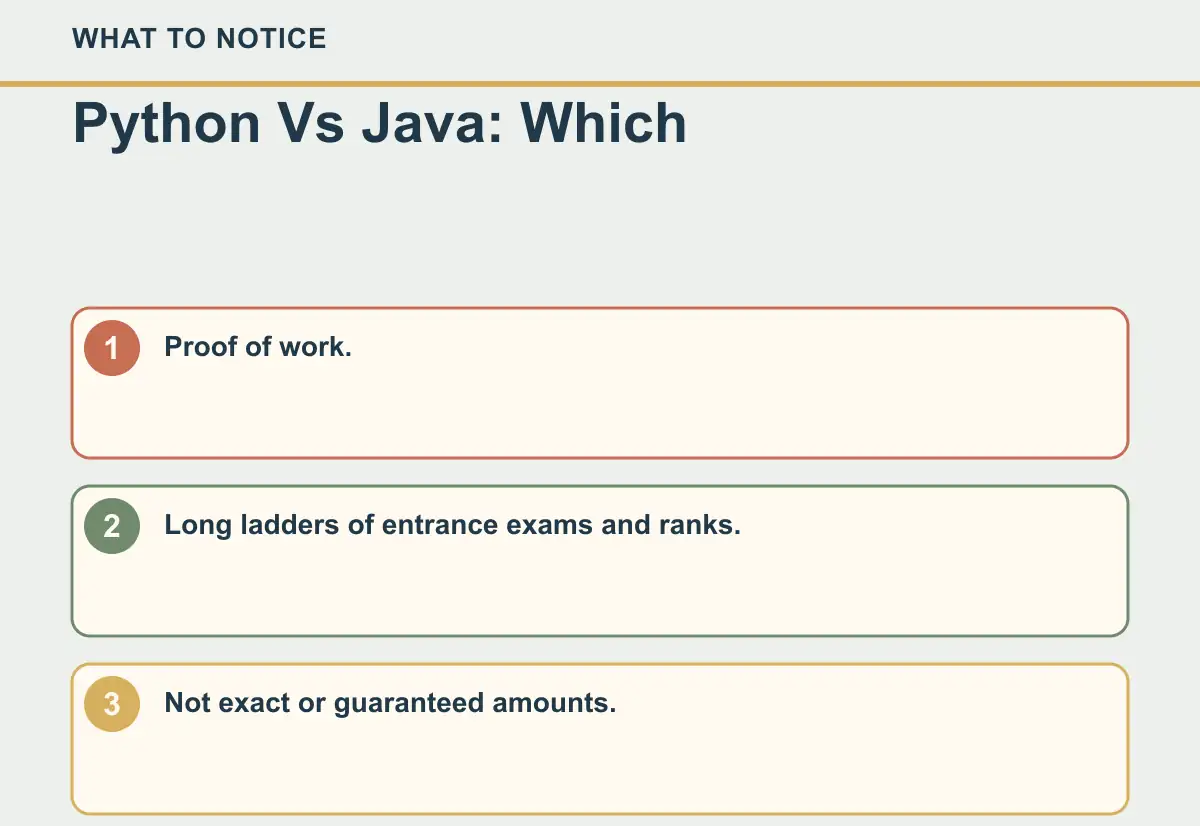 WHAT TO NOTICE
Python Vs Java: Which
1 Proof of work.
2 Long ladders of entrance exams and ranks.
3 Not exact or guaranteed amounts.